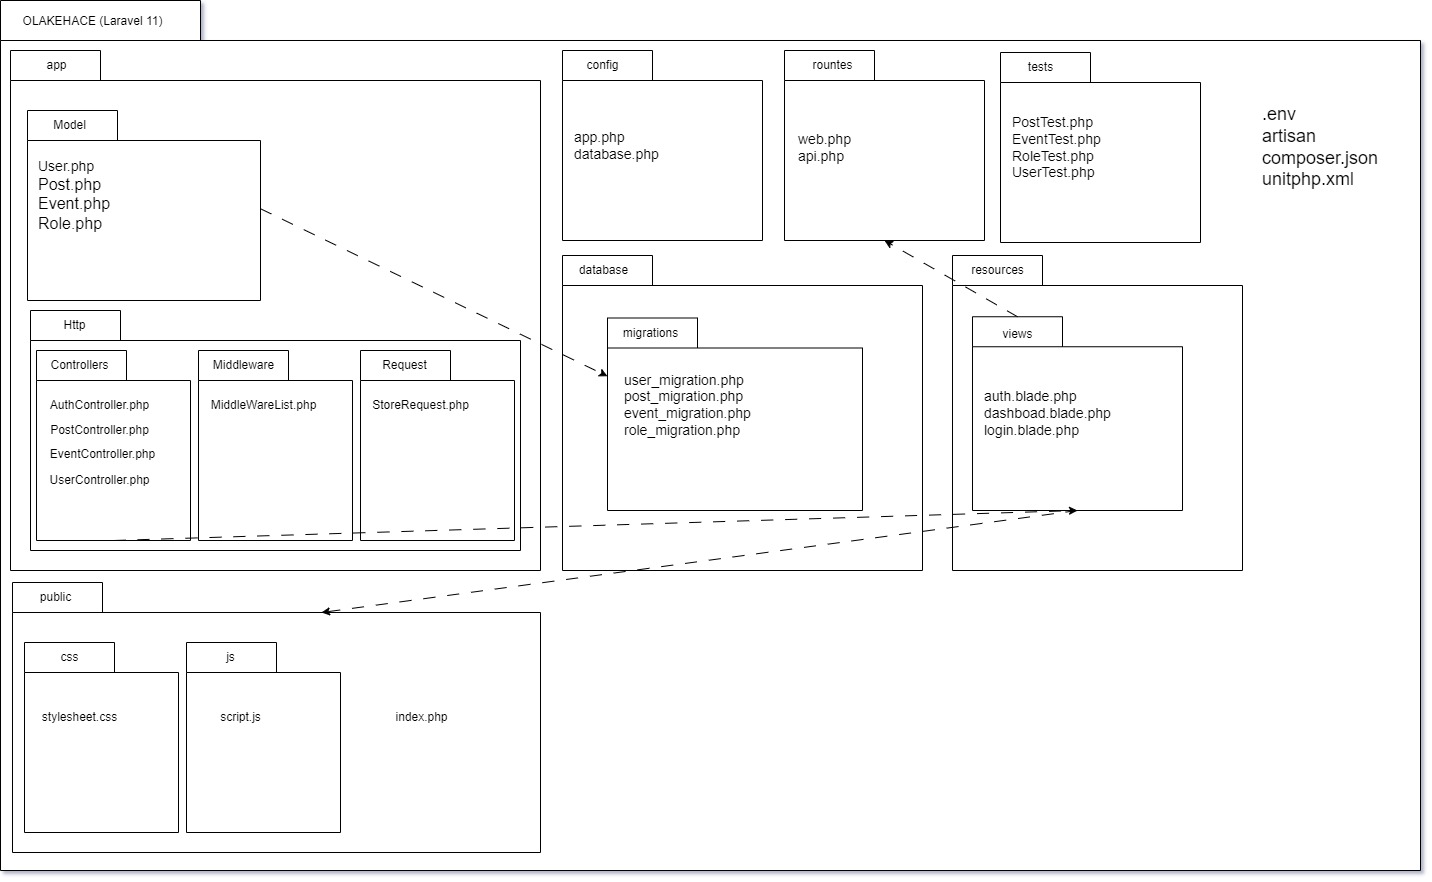 OLAKEHACE (Laravel 11)
app
Model
User.php
Post.php
Event.php
Role.php
Http
Controllers
AuthController.php
PostController.php
EventController.php
UserController.php
Middleware
MiddleWareList.php
Request
StoreRequest.php
config
app.php
database.php
rountes
web.php
api.php
tests
PostTest.php
EventTest.php
RoleTest.php
UserTest.php
.env
artisan
composer.json
unitphp.xml
database
migrations
user_migration.php
post_migration.php
event_migration.php
role_migration.php
resources
views
auth.blade.php
dashboad.blade.php
login.blade.php
public
css
stylesheet.css
js
script.js
index.php